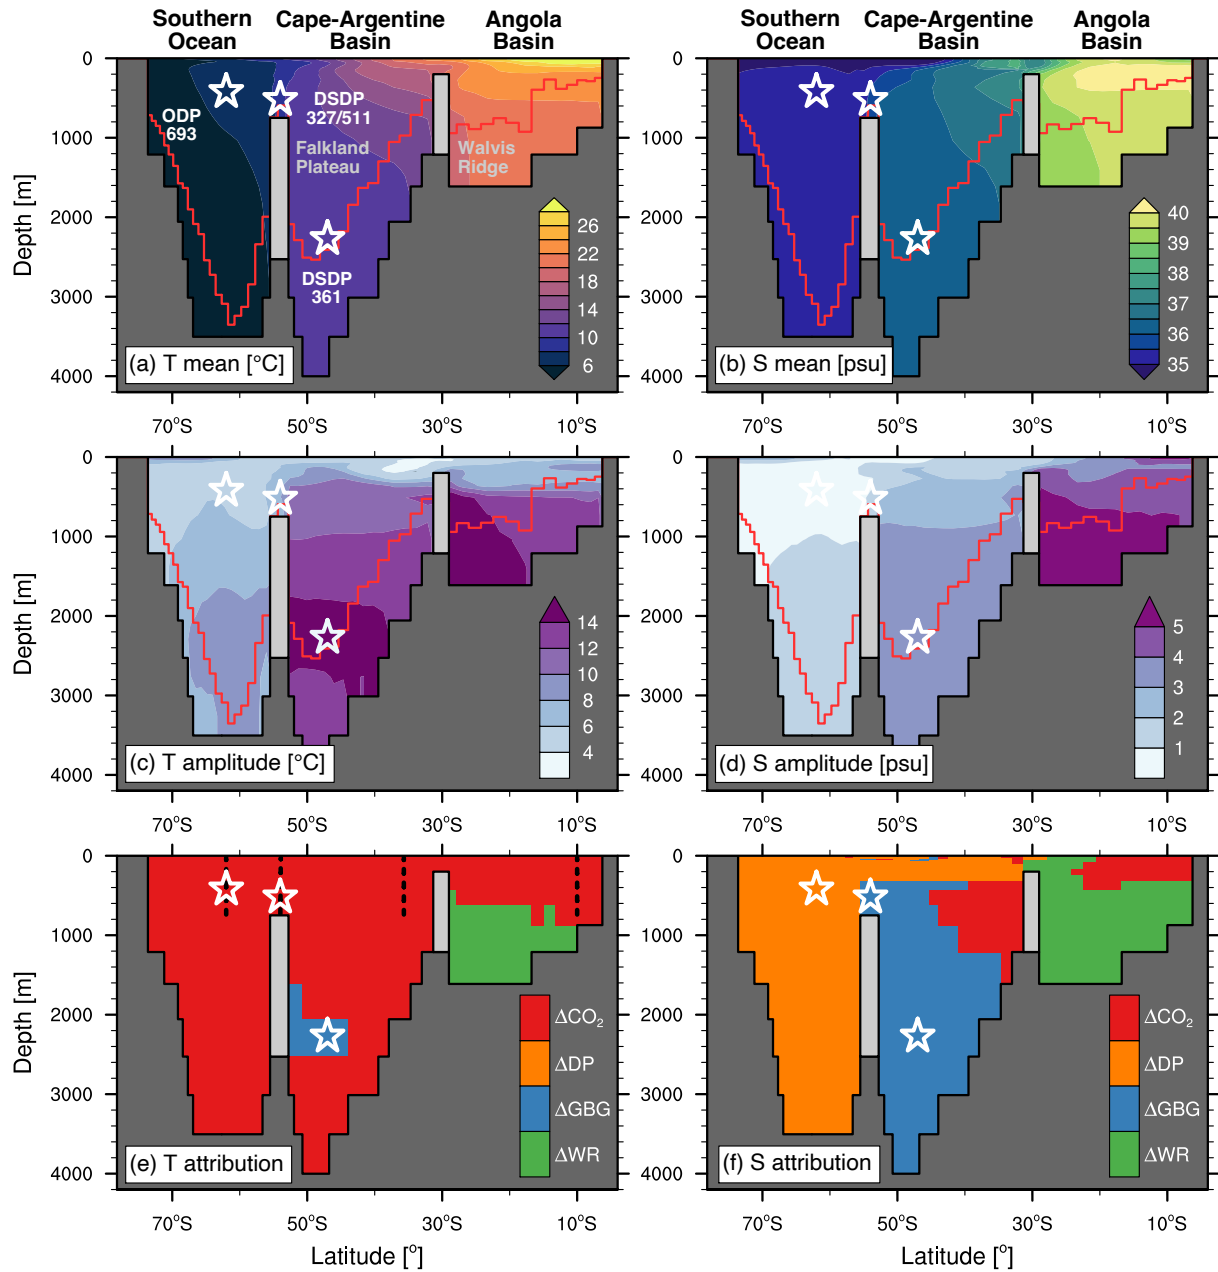 Southern Ocean
Cape-Argentine Basin
Angola Basin
Southern Ocean
Cape-Argentine Basin
Angola Basin
0
1000
2000
3000
4000
Depth [m]
ODP
693
DSDP
327/511
Falkland
Plateau
Walvis
Ridge
DSDP
361
26
22
18
14
10
6
(a) T mean [°C]
70°S
50°S
30°S
10°S
0
1000
2000
3000
4000
Depth [m]
40
39
38
37
36
35
(b) S mean [psu]
70°S
50°S
30°S
10°S
0
1000
2000
3000
4000
Depth [m]
14
12
10
8
6
4
(c) T amplitude [°C]
70°S
50°S
30°S
10°S
0
1000
2000
3000
4000
Depth [m]
5
4
3
2
1
(d) S amplitude [psu]
70°S
50°S
30°S
10°S
0
1000
2000
3000
4000
Depth [m]
ΔCO₂
ΔDP
ΔGBG
ΔWR
(e) T attribution
70°S
50°S
30°S
10°S
Latitude [°]
0
1000
2000
3000
4000
Depth [m]
ΔCO₂
ΔDP
ΔGBG
ΔWR
(f) S attribution
70°S
50°S
30°S
10°S
Latitude [°]